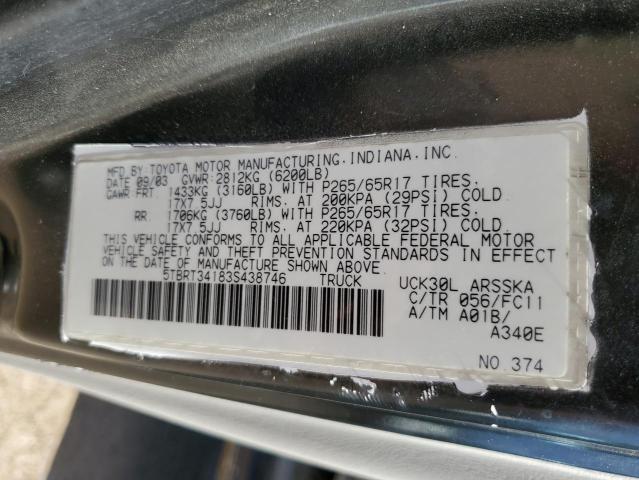 MFD. BY TOYOTA MOTOR MANUFACTURING, INDIANA, INC.
DATE 09/03 GVWR: 2812KG (6200LB)
GAWR FRT. 1433KG (3160LB) WITH P265/65R17 TIRES.
17X7 5JJ RIMS. AT 200KPA (29PSI) COLD
RR. 1706KG (3760LB) WITH P265/65R17 TIRES.
17X7 5JJ RIMS. AT 220KPA (32PSI) COLD.
THIS VEHICLE CONFORMS TO ALL APPLICABLE FEDERAL MOTOR
VEHICLE SAFETY AND THEFT PREVENTION STANDARDS IN EFFECT
ON THE DATE OF MANUFACTURE SHOWN ABOVE.
5TBRT34183S438746 TRUCK UCK30L ARSSKA
C/TR 056/FC11
A/TM A01B/
A340E
NO. 374